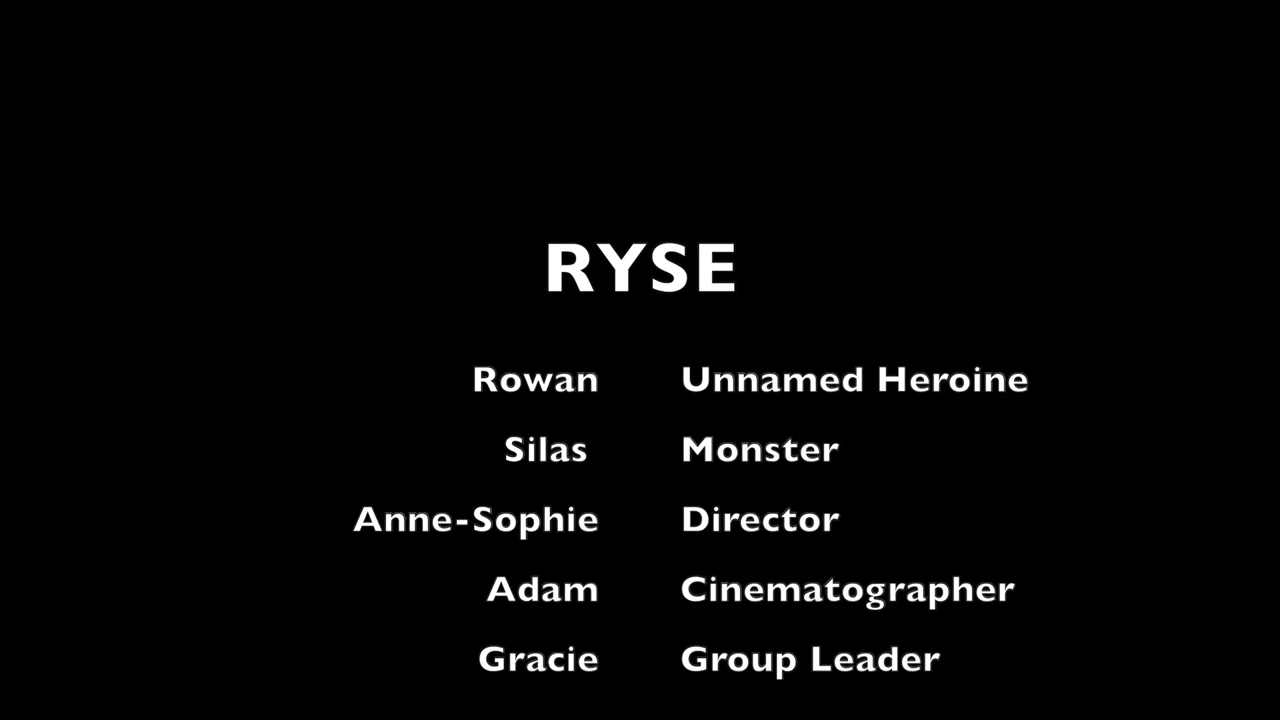 RYSE
Rowan Unnamed Heroine
Silas Monster
Anne-Sophie Director
Adam Cinematographer
Gracie Group Leader